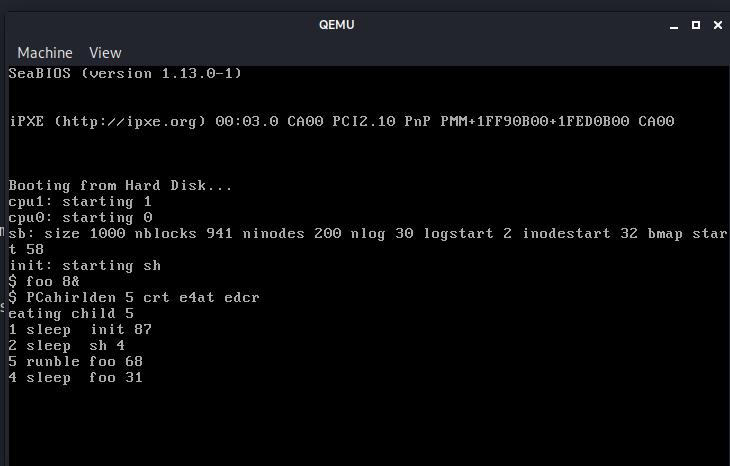 QEMU
Machine View
SeaBIOS (version 1.13.0-1)
iPXE (http://ipxe.org) 00:03.0 CA00 PCI2.10 PnP PMM+1FF90B00+1FED0B00 CA00
Booting from Hard Disk...
cpu1: starting 1
cpu0: starting 0
sb: size 1000 nblocks 941 ninodes 200 nlog 30 logstart 2 inodestart 32 bmap star
t 58
init: starting sh
$ foo 8&
$ PCahirlden 5 crt e4at edcr
eating child 5
1 sleep  init 87
2 sleep  sh 4
5 runble foo 68
4 sleep  foo 31